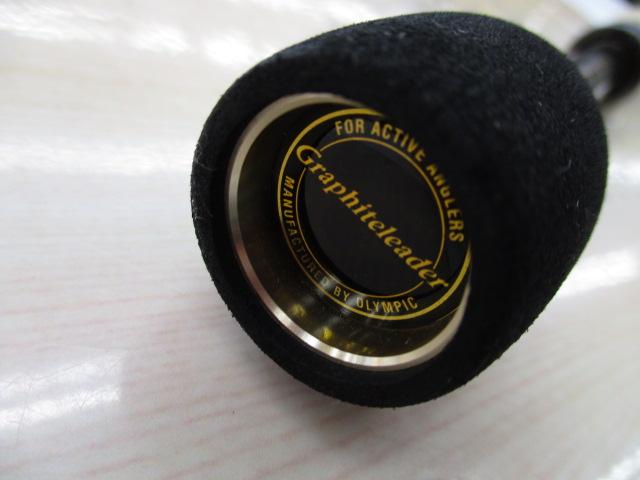 FOR ACTIVE ANGLERS
Graphiteleader
MANUFACTURED BY OLYMPIC